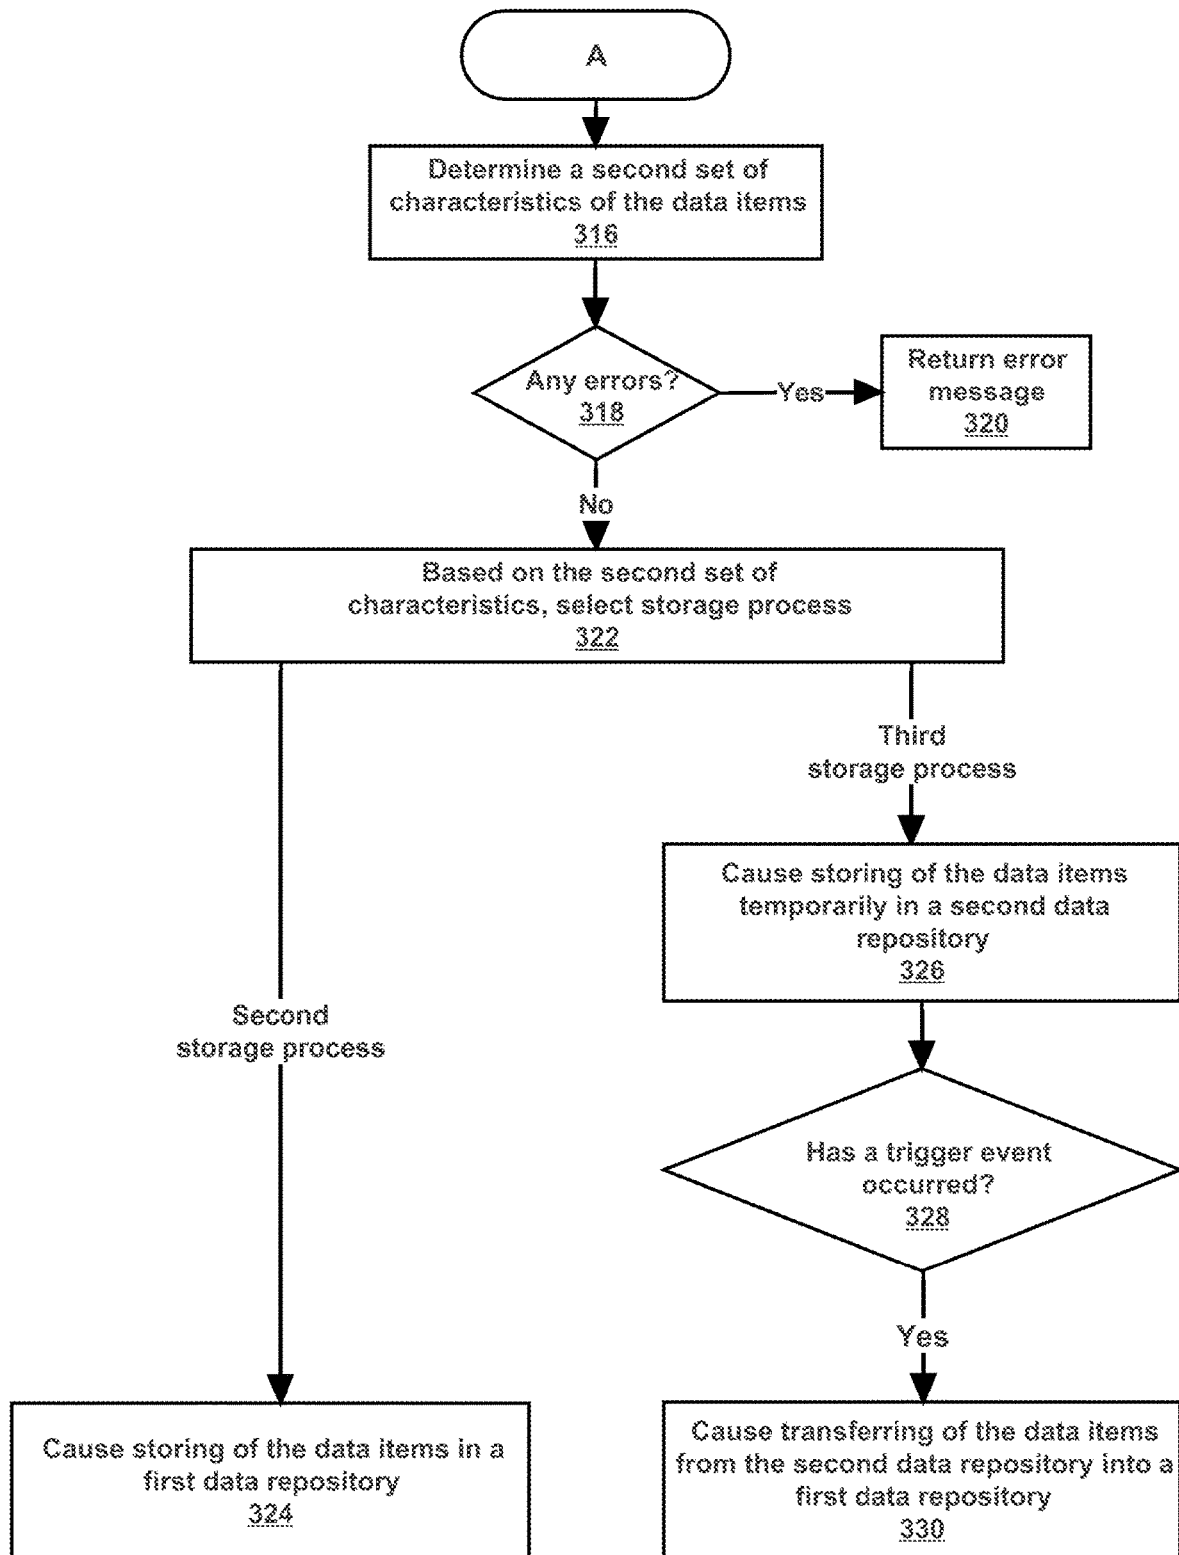 A
Determine a second set of
characteristics of the data items
316
Any errors?
318
Yes
Return error
message
320
No
Based on the second set of
characteristics, select storage process
322
Third
storage process
Cause storing of the data items
temporarily in a second data
repository
326
Second
storage process
Has a trigger event
occurred?
328
Yes
Cause storing of the data items in a
first data repository
324
Cause transferring of the data items
from the second data repository into a
first data repository
330